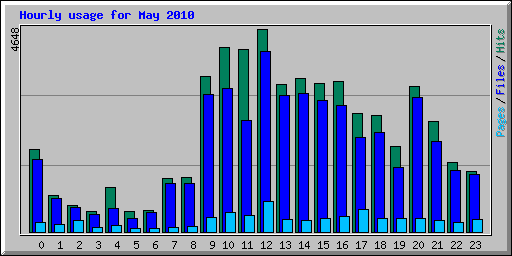 Hourly usage for May 2010
4648
Pages / Files / Hits
0 1 2 3 4 5 6 7 8 9 10 11 12 13 14 15 16 17 18 19 20 21 22 23